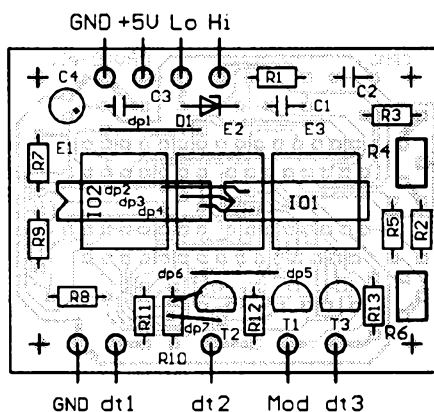 GND +5V Lo Hi
C4 C3 R1 C2
dp1 D1 E2 C1 E3 R3
R7 E1 R4
IO2 dp2 dp3 dp4 IO1
R9 R5 R2
dp6 dp5
R8 R11 dp7 T2 R12 T1 T3 R13 R6
R10
GND dt1 dt2 Mod dt3